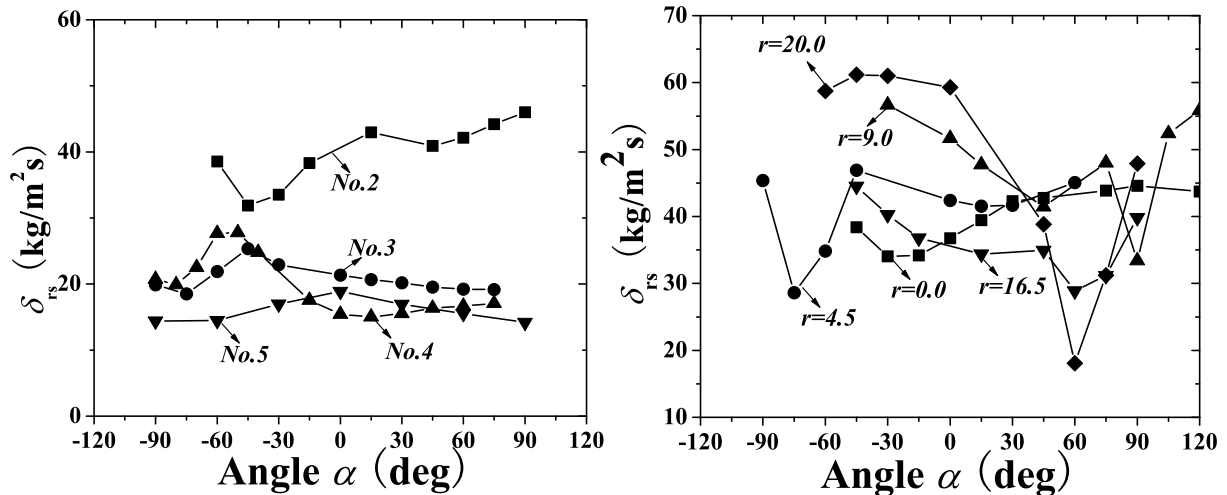 60
40
20
0
δrs (kg/m²s)
No.2
No.3
No.4
No.5
-120 -90 -60 -30 0 30 60 90 120
Angle α (deg)
70
60
50
40
30
20
10
δrs (kg/m²s)
r=20.0
r=9.0
r=0.0
r=16.5
r=4.5
-120 -90 -60 -30 0 30 60 90 120
Angle α (deg)